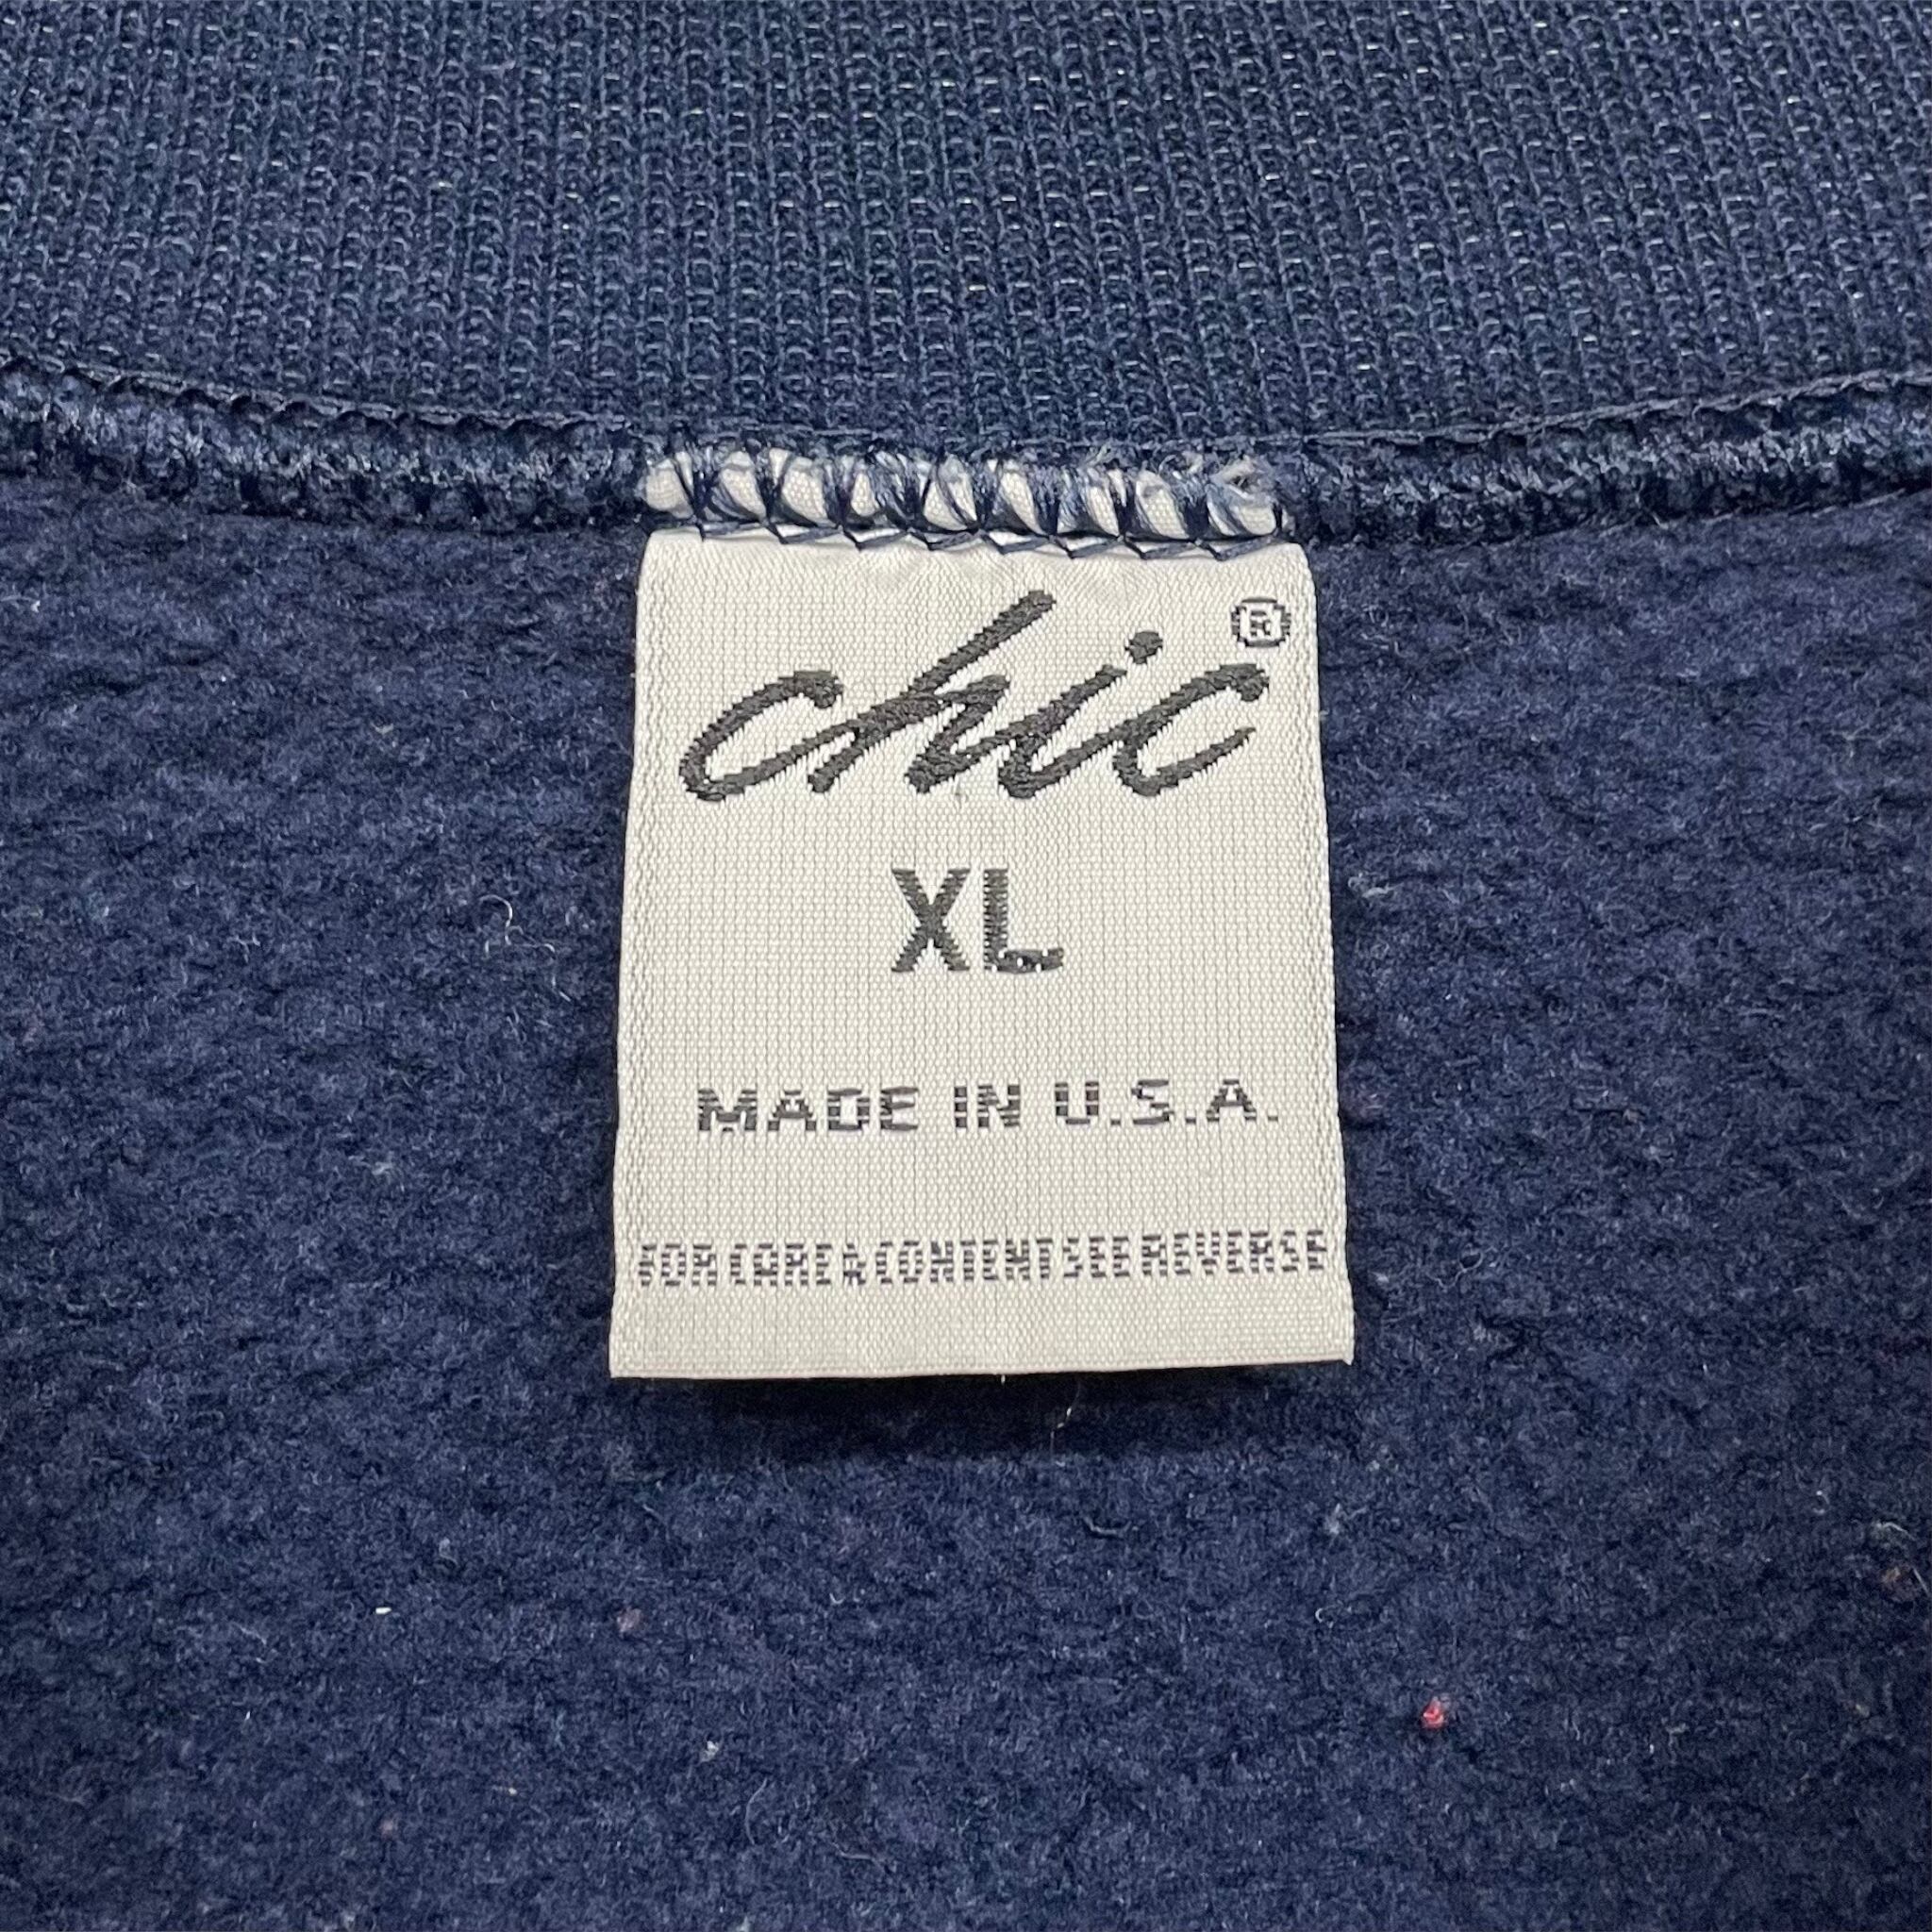 chic ®
XL
MADE IN U.S.A.
FOR CARE & CONTENT SEE REVERSE